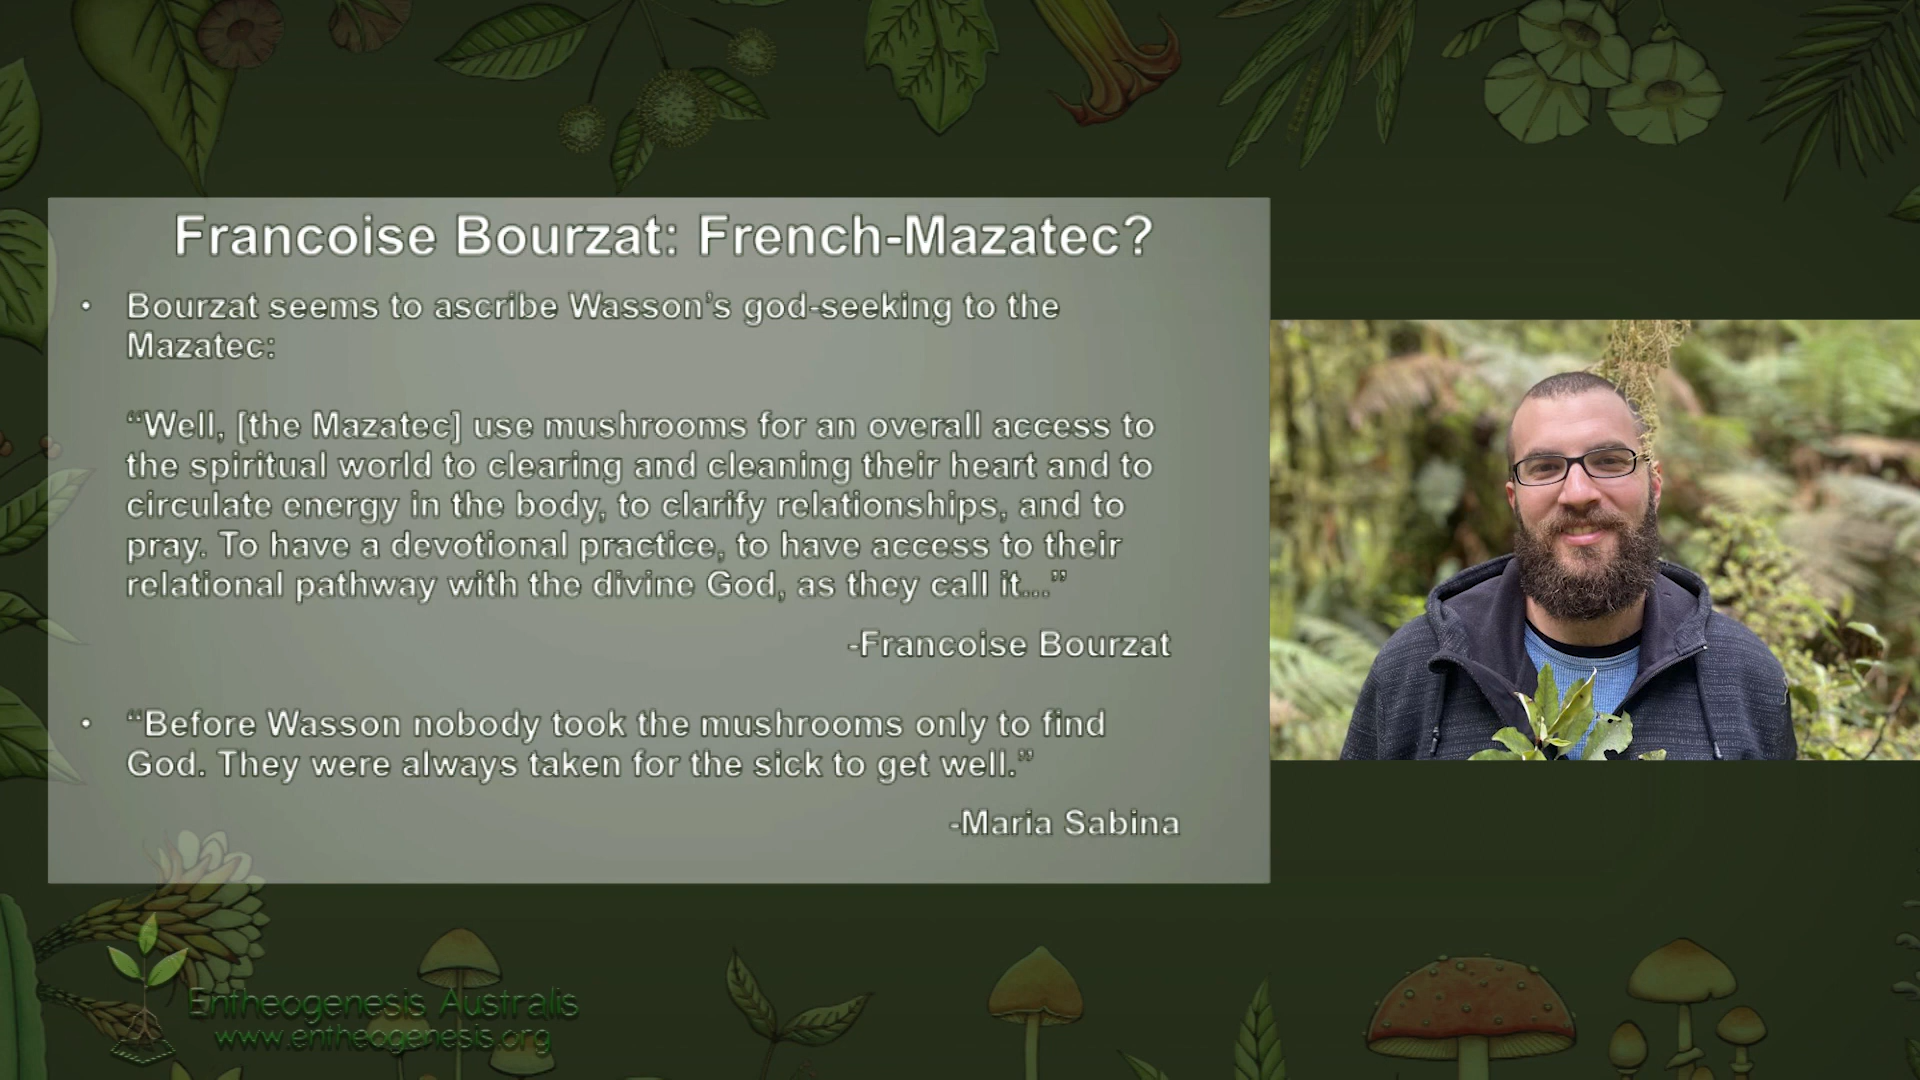 Francoise Bourzat: French-Mazatec?
• Bourzat seems to ascribe Wasson’s god-seeking to the
Mazatec:
“Well, [the Mazatec] use mushrooms for an overall access to
the spiritual world to clearing and cleaning their heart and to
circulate energy in the body, to clarify relationships, and to
pray. To have a devotional practice, to have access to their
relational pathway with the divine God, as they call it...”
-Francoise Bourzat
• “Before Wasson nobody took the mushrooms only to find
God. They were always taken for the sick to get well.”
-Maria Sabina
Entheogenesis Australis
www.entheogenesis.org